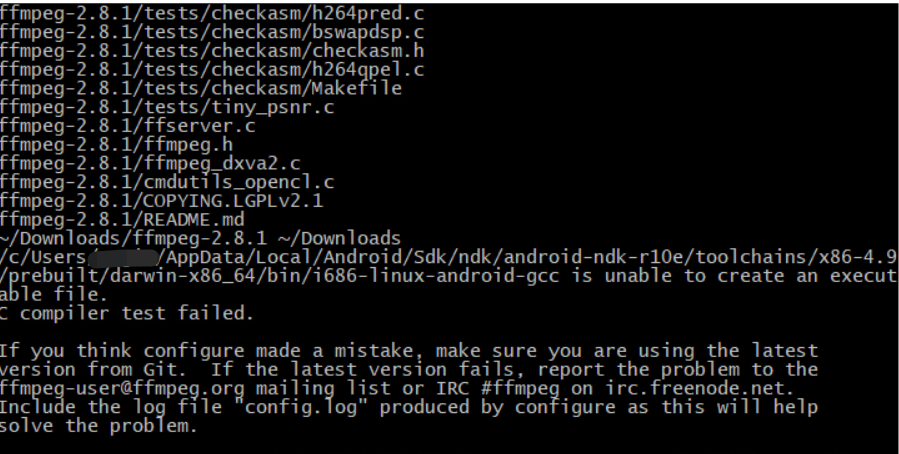 ffmpeg-2.8.1/tests/checkasm/h264pred.c
ffmpeg-2.8.1/tests/checkasm/bswapdsp.c
ffmpeg-2.8.1/tests/checkasm/checkasm.h
ffmpeg-2.8.1/tests/checkasm/h264qpel.c
ffmpeg-2.8.1/tests/checkasm/Makefile
ffmpeg-2.8.1/tests/tiny_psnr.c
ffmpeg-2.8.1/ffserver.c
ffmpeg-2.8.1/ffmpeg.h
ffmpeg-2.8.1/ffmpeg_dxva2.c
ffmpeg-2.8.1/cmdutils_opencl.c
ffmpeg-2.8.1/COPYING.LGPLv2.1
ffmpeg-2.8.1/README.md
~/Downloads/ffmpeg-2.8.1 ~/Downloads
/c/Users/ /AppData/Local/Android/Sdk/ndk/android-ndk-r10e/toolchains/x86-4.9
/prebuilt/darwin-x86_64/bin/i686-linux-android-gcc is unable to create an execut
able file.
C compiler test failed.
If you think configure made a mistake, make sure you are using the latest
version from Git.  If the latest version fails, report the problem to the
ffmpeg-user@ffmpeg.org mailing list or IRC #ffmpeg on irc.freenode.net.
Include the log file "config.log" produced by configure as this will help
solve the problem.